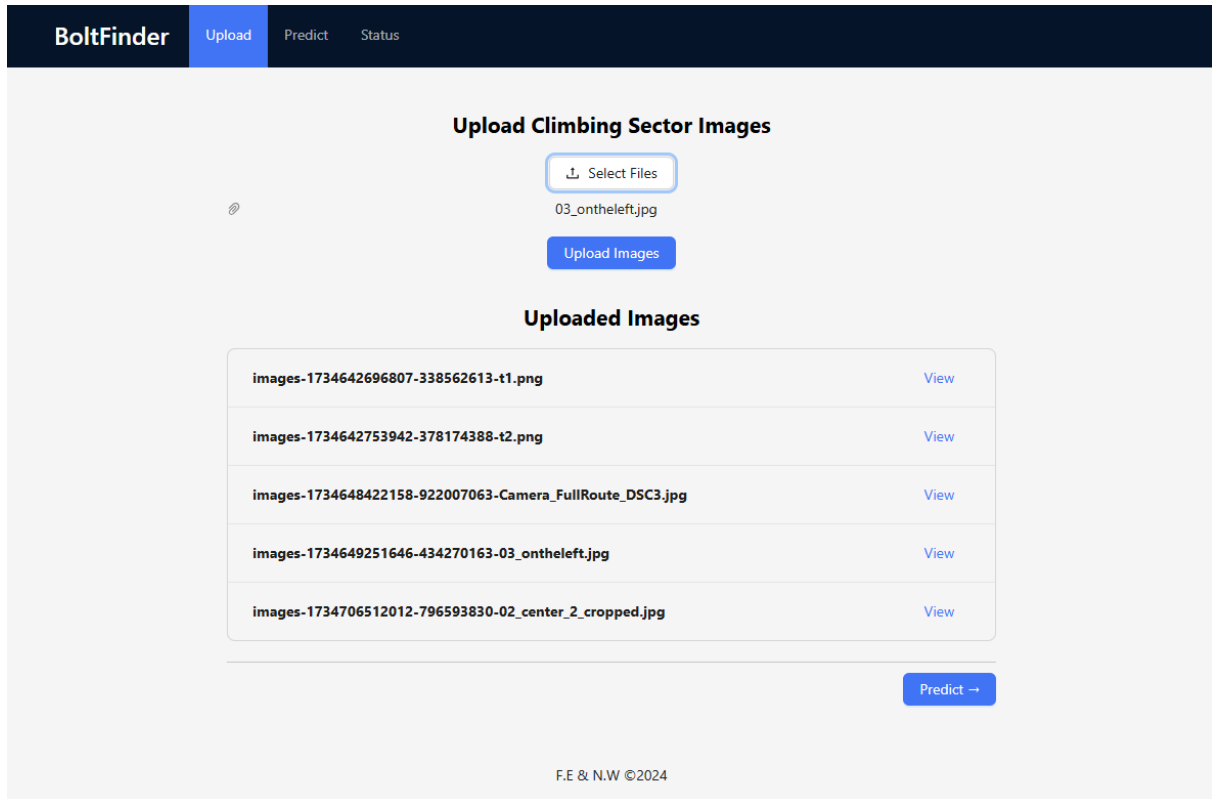 BoltFinder Upload Predict Status
Upload Climbing Sector Images
Select Files
03_ontheleft.jpg
Upload Images
Uploaded Images
images-1734642696807-338562613-t1.png View
images-1734642753942-378174388-t2.png View
images-1734648422158-922007063-Camera_FullRoute_DSC3.jpg View
images-1734649251646-434270163-03_ontheleft.jpg View
images-1734706512012-796593830-02_center_2_cropped.jpg View
Predict →
F.E & N.W ©2024